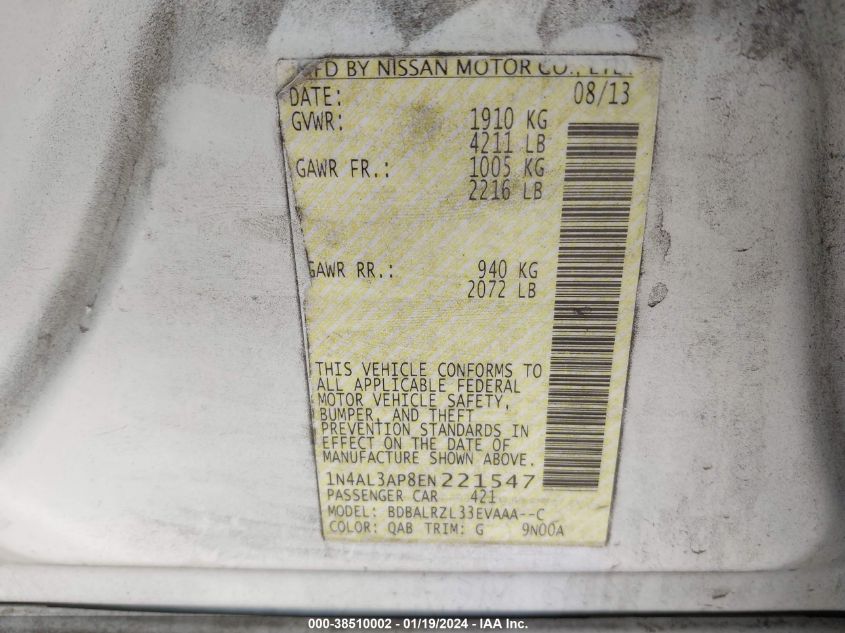 MFD BY NISSAN MOTOR CO., LTD.
DATE: 08/13
GVWR: 1910 KG
4211 LB
GAWR FR.: 1005 KG
2216 LB
GAWR RR.: 940 KG
2072 LB
THIS VEHICLE CONFORMS TO
ALL APPLICABLE FEDERAL
MOTOR VEHICLE SAFETY,
BUMPER, AND THEFT
PREVENTION STANDARDS IN
EFFECT ON THE DATE OF
MANUFACTURE SHOWN ABOVE.
1N4AL3AP8EN221547
PASSENGER CAR 421
MODEL: BDBALRZL33EVAAA--C
COLOR: QAB TRIM: G 9N00A
000-38510002 - 01/19/2024 - IAA Inc.